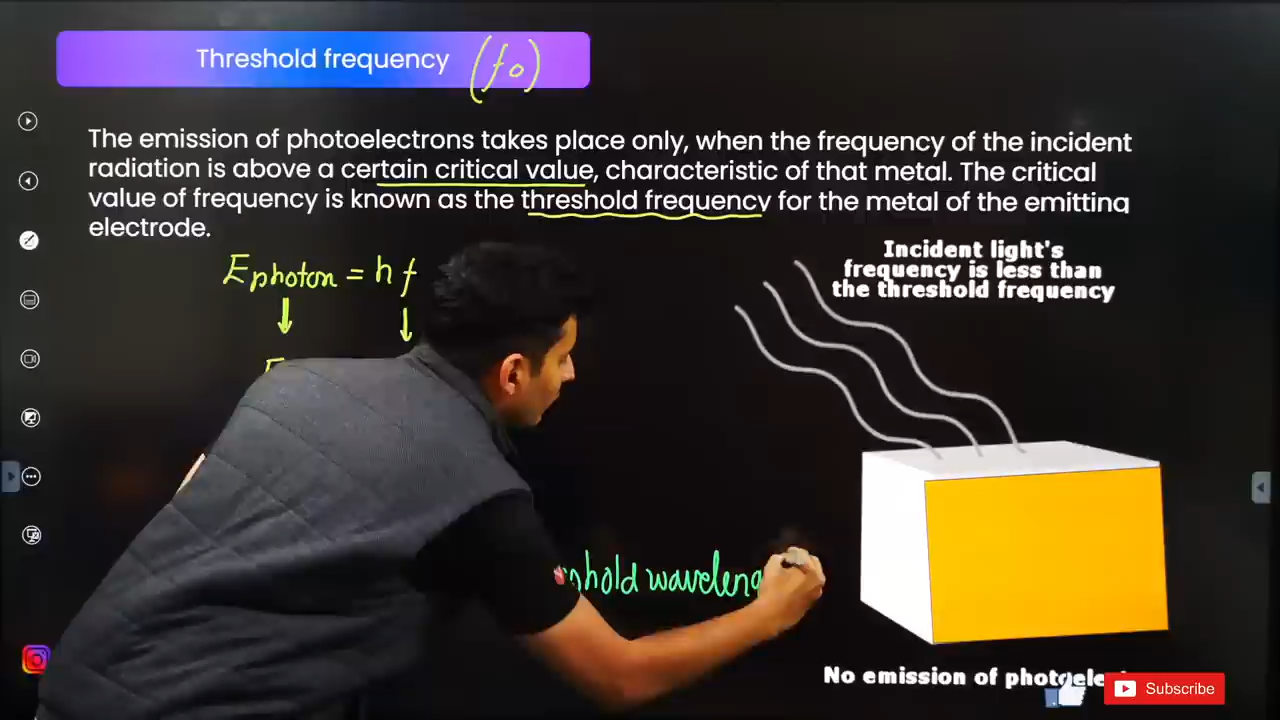 Threshold frequency (fo)
The emission of photoelectrons takes place only, when the frequency of the incident
radiation is above a certain critical value, characteristic of that metal. The critical
value of frequency is known as the threshold frequency for the metal of the emitting
electrode.
Ephoton = hf
Incident light's
frequency is less than
the threshold frequency
No emission of
Subscribe